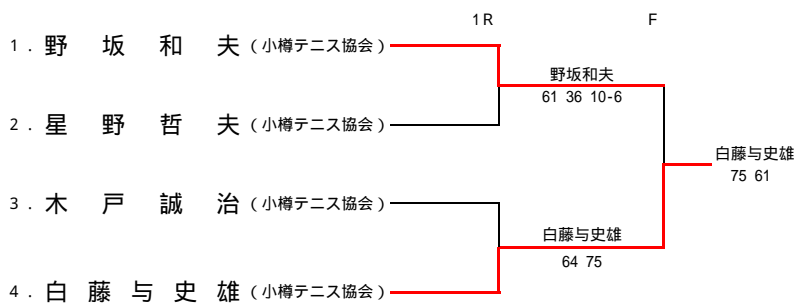 1R F
1. 野坂和夫 (小樽テニス協会)
野坂和夫
61 36 10-6
2. 星野哲夫 (小樽テニス協会)
白藤与史雄
75 61
3. 木戸誠治 (小樽テニス協会)
白藤与史雄
64 75
4. 白藤与史雄 (小樽テニス協会)